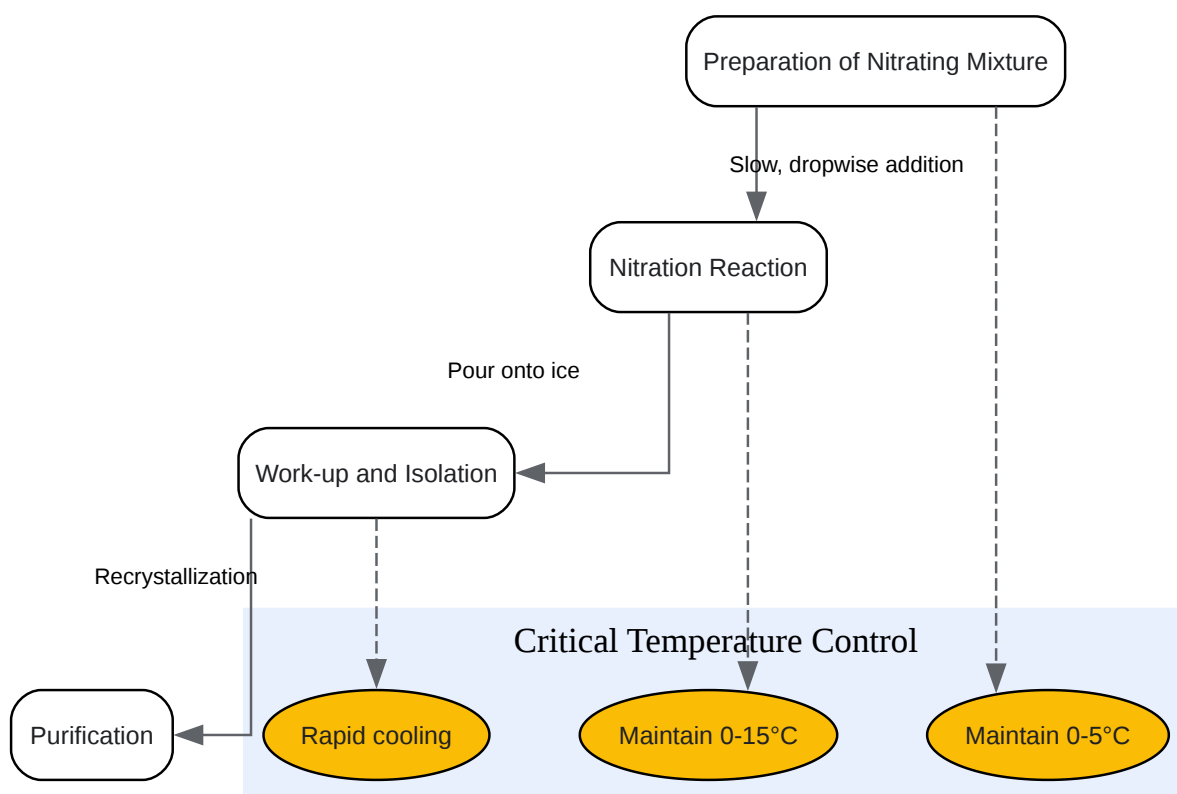 Preparation of Nitrating Mixture
Slow, dropwise addition
Nitration Reaction
Pour onto ice
Work-up and Isolation
Recrystallization
Critical Temperature Control
Purification
Rapid cooling
Maintain 0-15°C
Maintain 0-5°C